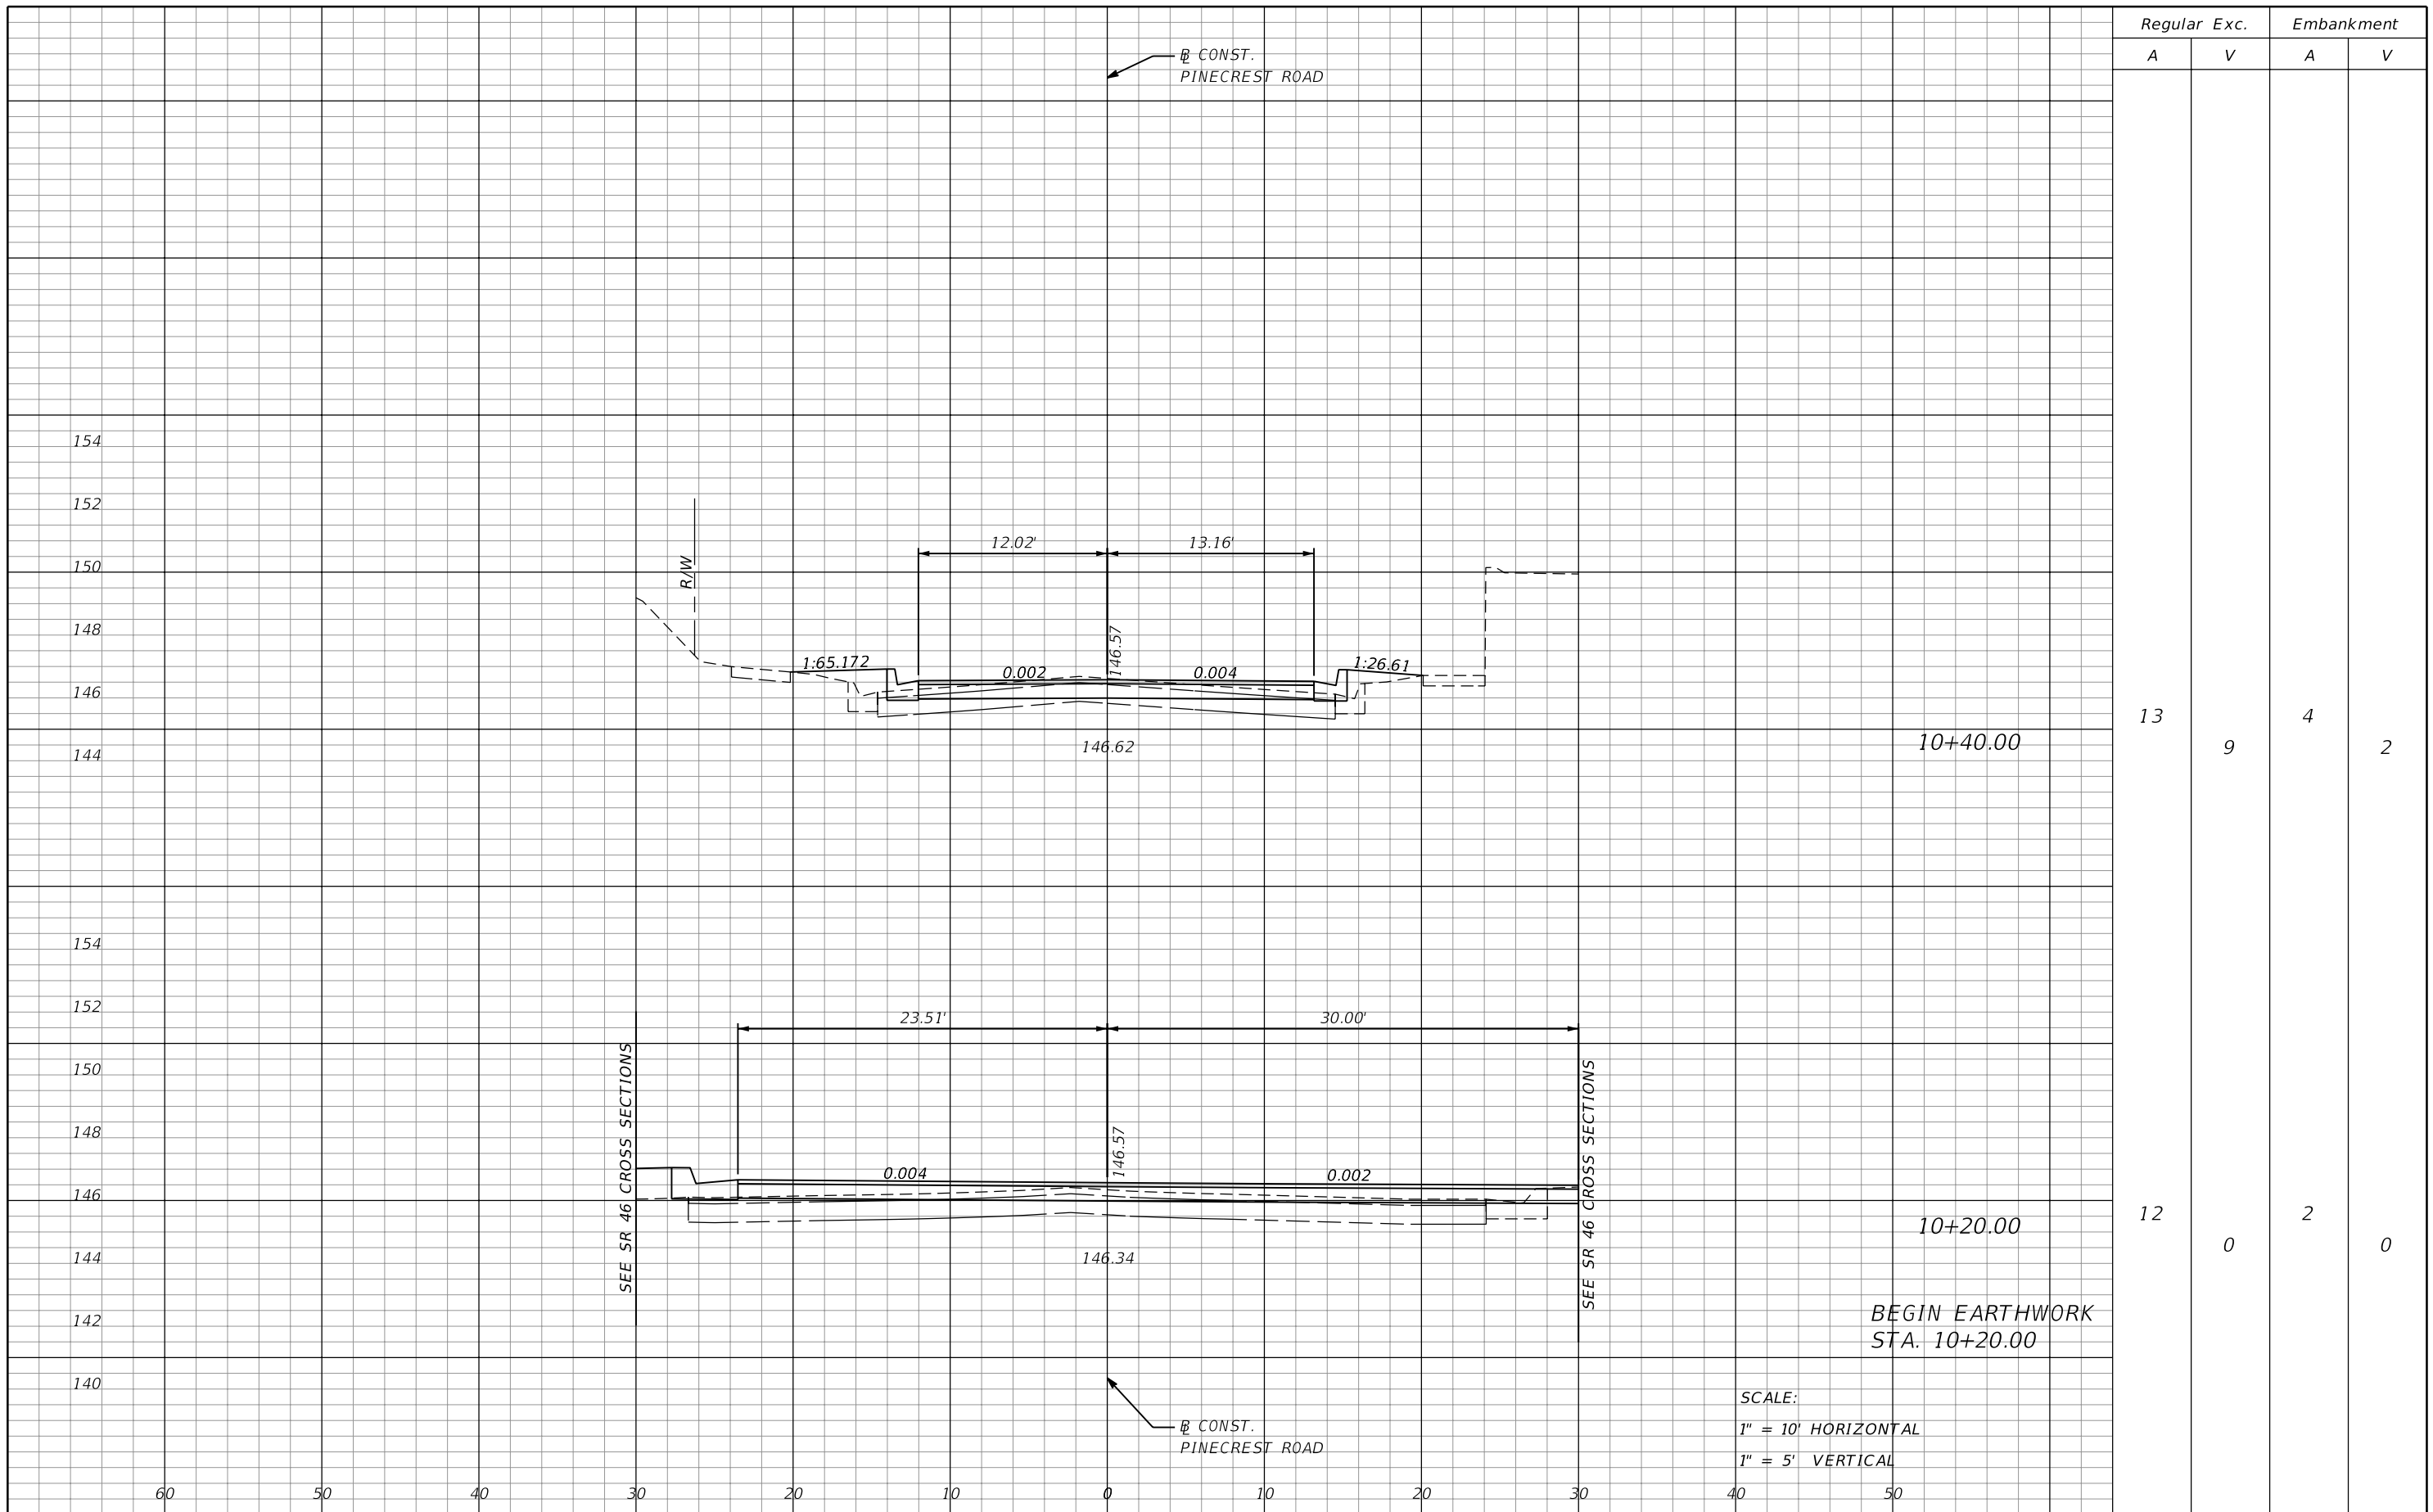 Regular Exc.
Embankment
A
V
A
V
BL CONST.
PINECREST ROAD
154
152
150
148
146
144
R/W
12.02'
13.16'
146.57
1:65.172
0.002
0.004
1:26.61
146.62
10+40.00
13
9
4
2
154
152
150
148
146
144
142
140
23.51'
30.00'
SEE SR 46 CROSS SECTIONS
146.57
SEE SR 46 CROSS SECTIONS
0.004
0.002
146.34
10+20.00
12
0
2
0
BEGIN EARTHWORK
STA. 10+20.00
BL CONST.
PINECREST ROAD
SCALE:
1" = 10' HORIZONTAL
1" = 5' VERTICAL
60
50
40
30
20
10
0
10
20
30
40
50